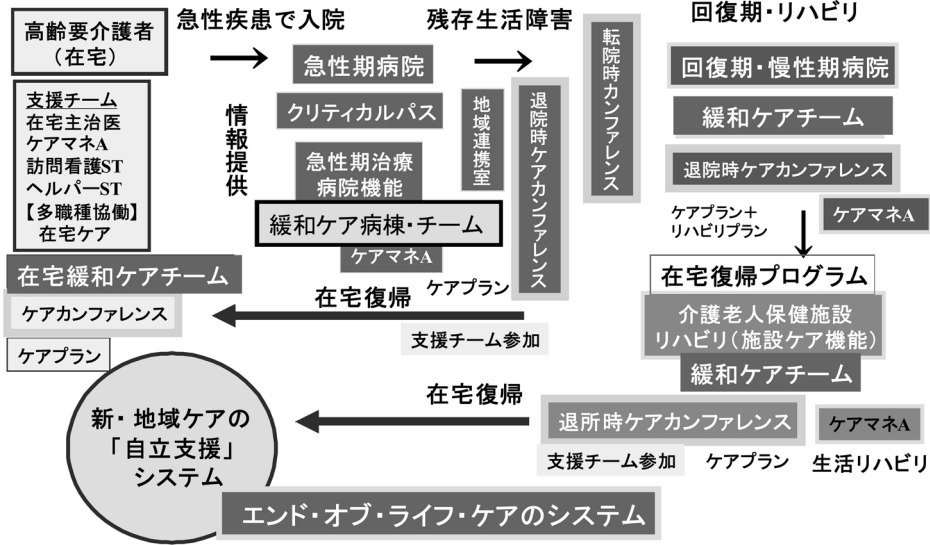 高齢要介護者
（在宅）
支援チーム
在宅主治医
ケアマネA
訪問看護ST
ヘルパーST
【多職種協働】
在宅ケア
在宅緩和ケアチーム
ケアカンファレンス
ケアプラン
急性疾患で入院
情報提供
急性期病院
クリティカルパス
急性期治療
病院機能
緩和ケア病棟・チーム
ケアマネA
地域連携室
残存生活障害
退院時ケアカンファレンス
ケアプラン
在宅復帰
支援チーム参加
転院時カンファレンス
回復期・リハビリ
回復期・慢性期病院
緩和ケアチーム
退院時ケアカンファレンス
ケアプラン＋
リハビリプラン
ケアマネA
在宅復帰プログラム
介護老人保健施設
リハビリ（施設ケア機能）
緩和ケアチーム
在宅復帰
退所時ケアカンファレンス
ケアマネA
支援チーム参加
ケアプラン
生活リハビリ
新・地域ケアの
「自立支援」
システム
エンド・オブ・ライフ・ケアのシステム